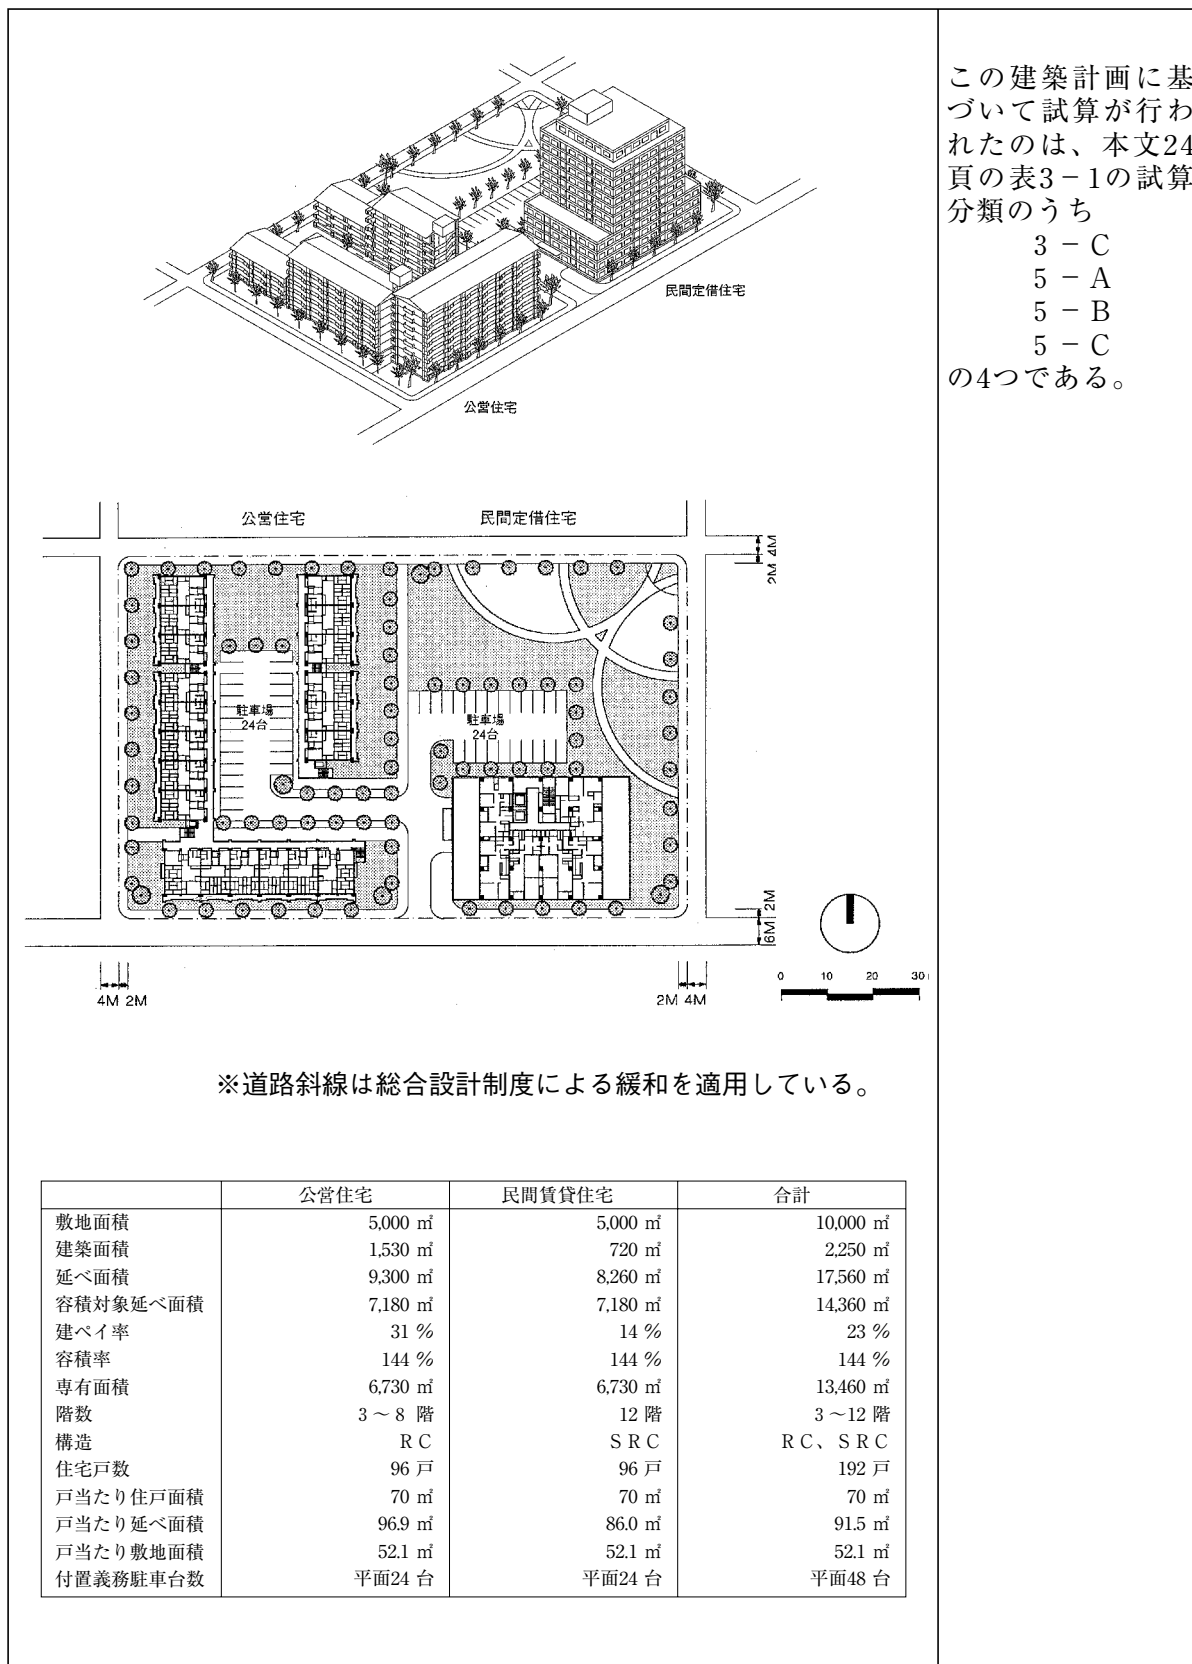 この建築計画に基
づいて試算が行わ
れたのは、本文24
頁の表3－1の試算
分類のうち
3 － C
5 － A
5 － B
5 － C
の4つである。
民間定借住宅
公営住宅
公営住宅 民間定借住宅
2M 4M
駐車場
24台
駐車場
24台
6M 2M
4M 2M
2M 4M
0 10 20 30
※道路斜線は総合設計制度による緩和を適用している。
公営住宅 民間賃貸住宅 合計
敷地面積 5,000 ㎡ 5,000 ㎡ 10,000 ㎡
建築面積 1,530 ㎡ 720 ㎡ 2,250 ㎡
延べ面積 9,300 ㎡ 8,260 ㎡ 17,560 ㎡
容積対象延べ面積 7,180 ㎡ 7,180 ㎡ 14,360 ㎡
建ペイ率 31 % 14 % 23 %
容積率 144 % 144 % 144 %
専有面積 6,730 ㎡ 6,730 ㎡ 13,460 ㎡
階数 3～8 階 12 階 3～12 階
構造 ＲＣ ＳＲＣ ＲＣ、ＳＲＣ
住宅戸数 96 戸 96 戸 192 戸
戸当たり住戸面積 70 ㎡ 70 ㎡ 70 ㎡
戸当たり延べ面積 96.9 ㎡ 86.0 ㎡ 91.5 ㎡
戸当たり敷地面積 52.1 ㎡ 52.1 ㎡ 52.1 ㎡
付置義務駐車台数 平面24 台 平面24 台 平面48 台